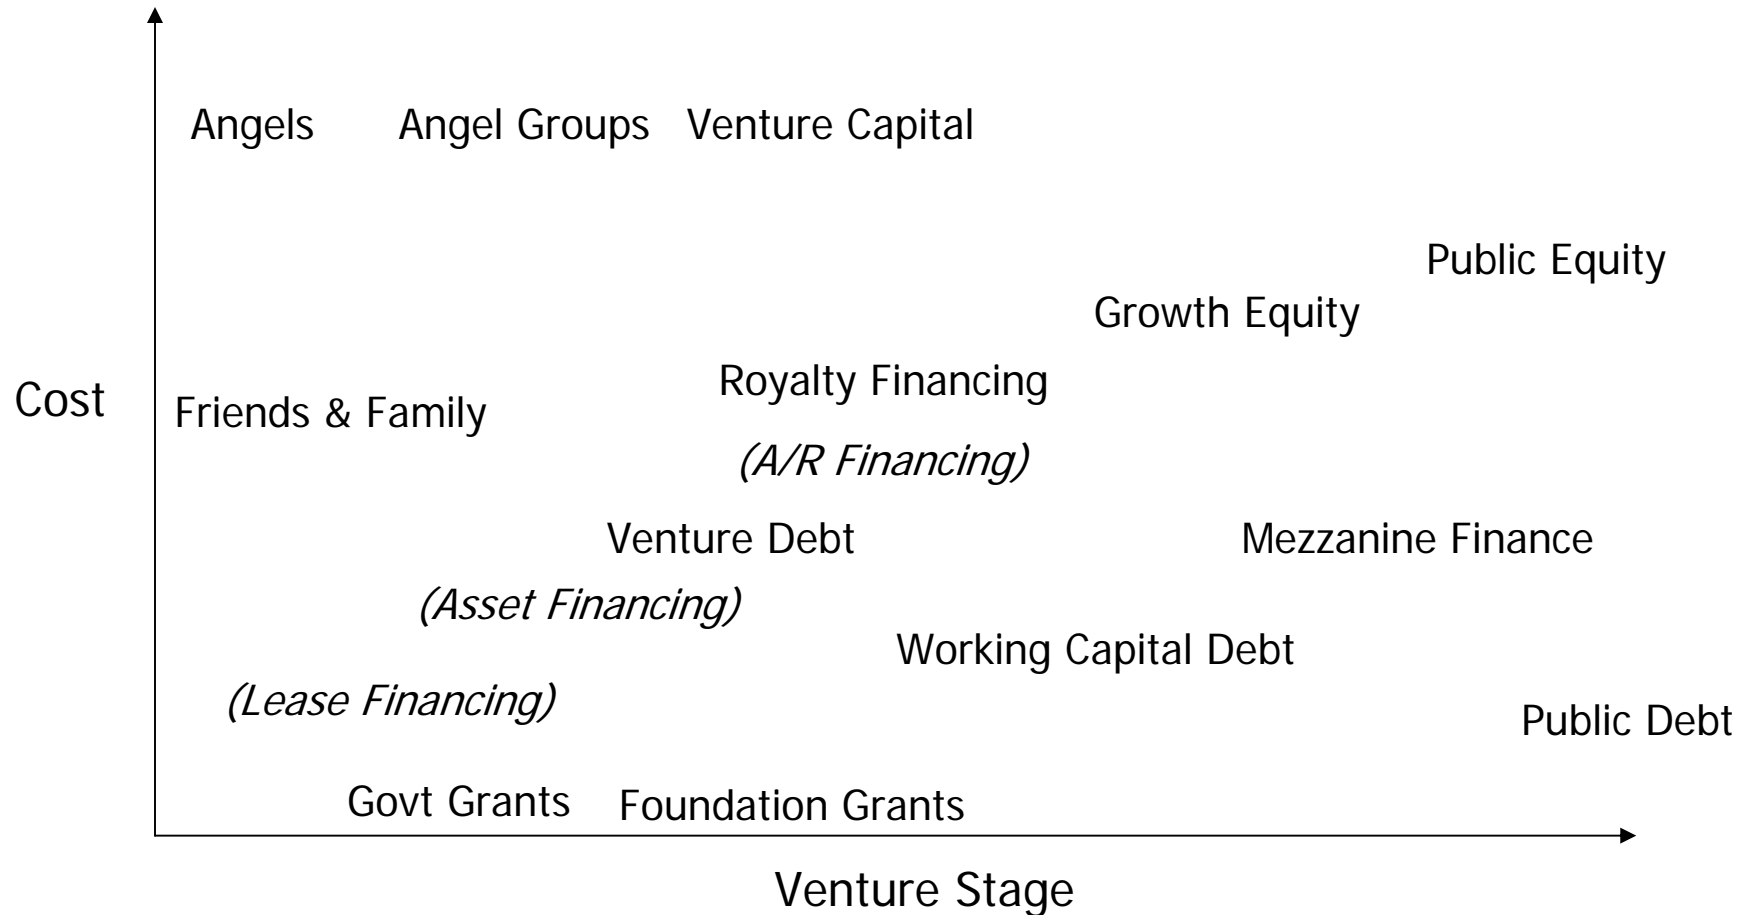 Angels
Angel Groups
Venture Capital
Public Equity
Growth Equity
Royalty Financing
Cost
Friends & Family
(A/R Financing)
Venture Debt
Mezzanine Finance
(Asset Financing)
Working Capital Debt
(Lease Financing)
Public Debt
Govt Grants
Foundation Grants
Venture Stage